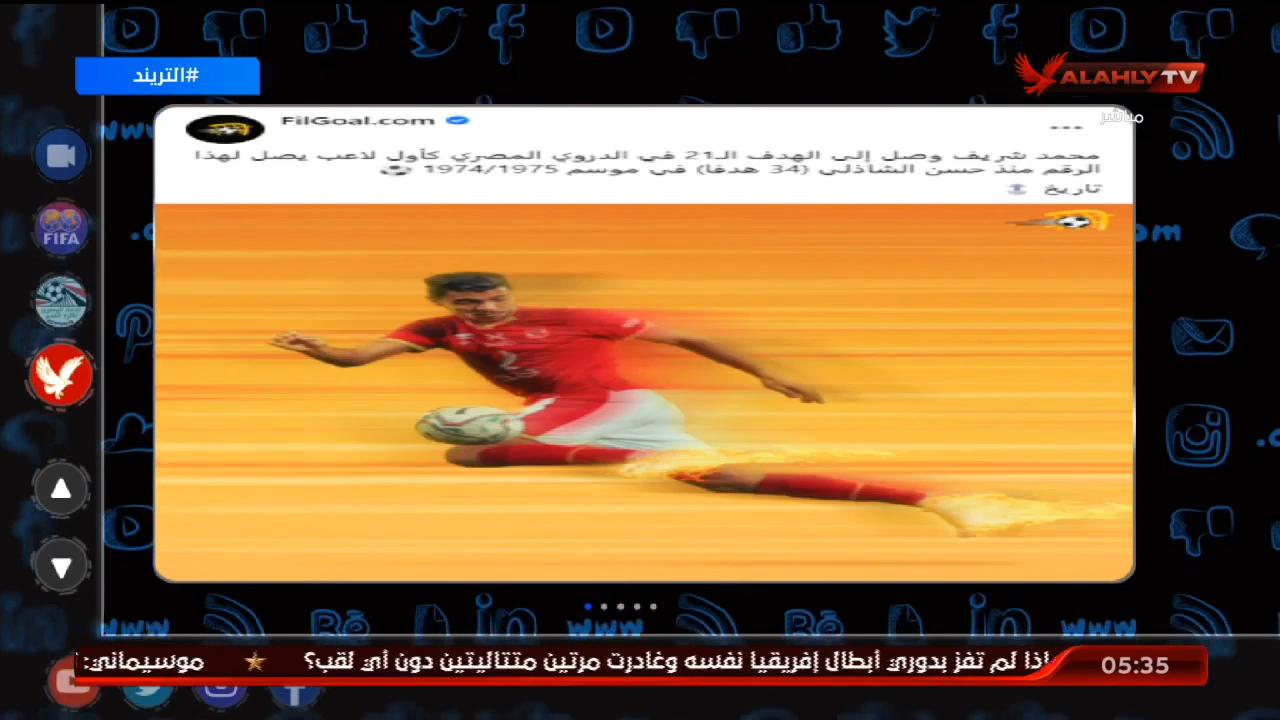 #التريند
ALAHLY TV
مباشر
FilGoal.com
محمد شريف وصل إلى الهدف الـ21 في الدروي المصري كأول لاعب يصل لهذا
الرقم منذ حسن الشاذلي (34 هدفا) في موسم 1974/1975
تاريخ
FIFA
اذا لم تفز بدوري أبطال إفريقيا نفسه وغادرت مرتين متتاليتين دون أي لقب؟ ★ موسيماني:
05:35